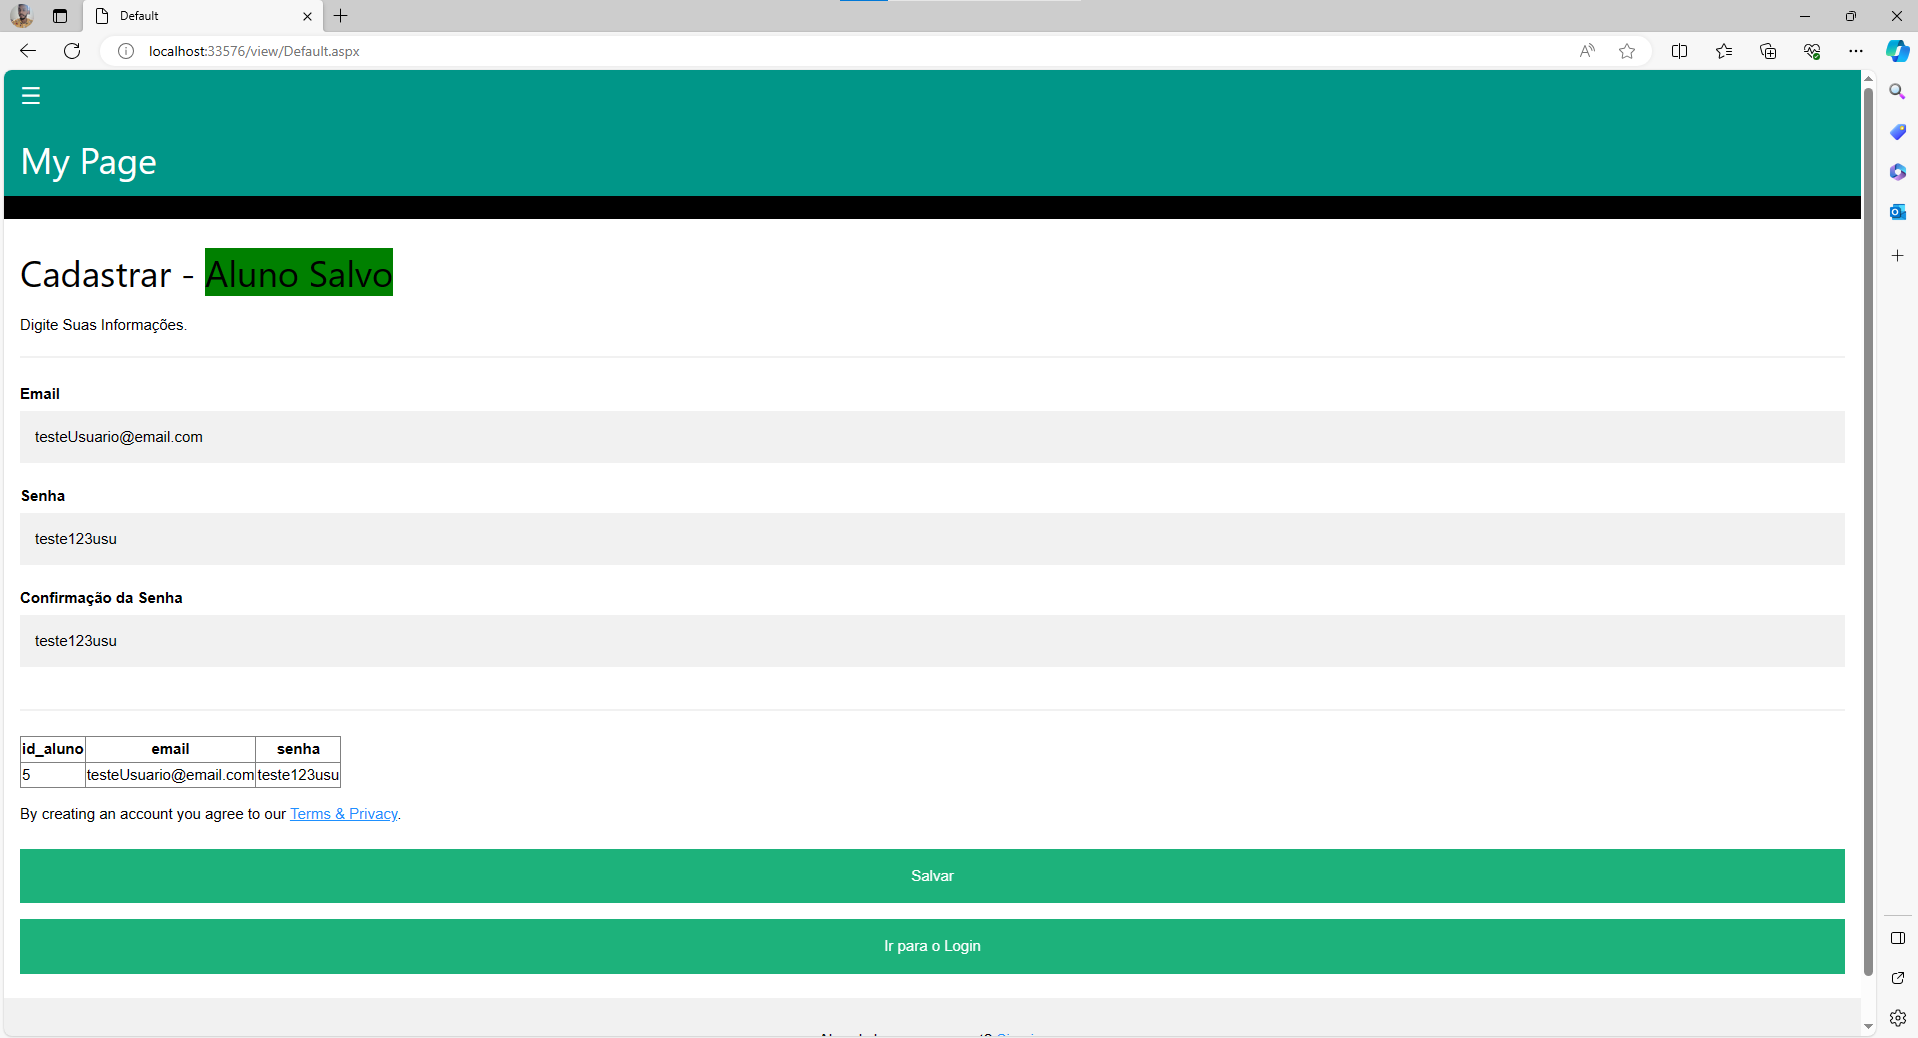 Default
localhost:33576/view/Default.aspx
My Page
Cadastrar - Aluno Salvo
Digite Suas Informações.
Email
testeUsuario@email.com
Senha
teste123usu
Confirmação da Senha
teste123usu
id_aluno email senha
5 testeUsuario@email.com teste123usu
By creating an account you agree to our Terms & Privacy.
Salvar
Ir para o Login